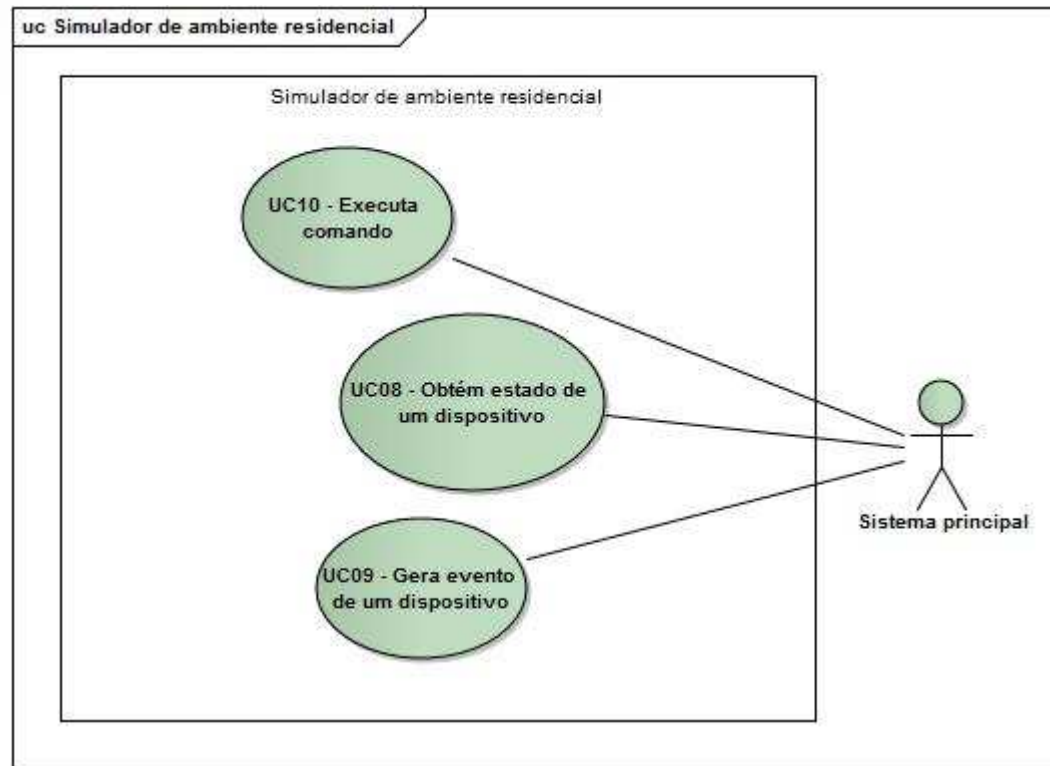 uc Simulador de ambiente residencial
Simulador de ambiente residencial
UC10 - Executa
comando
UC08 - Obtém estado de
um dispositivo
Sistema principal
UC09 - Gera evento
de um dispositivo